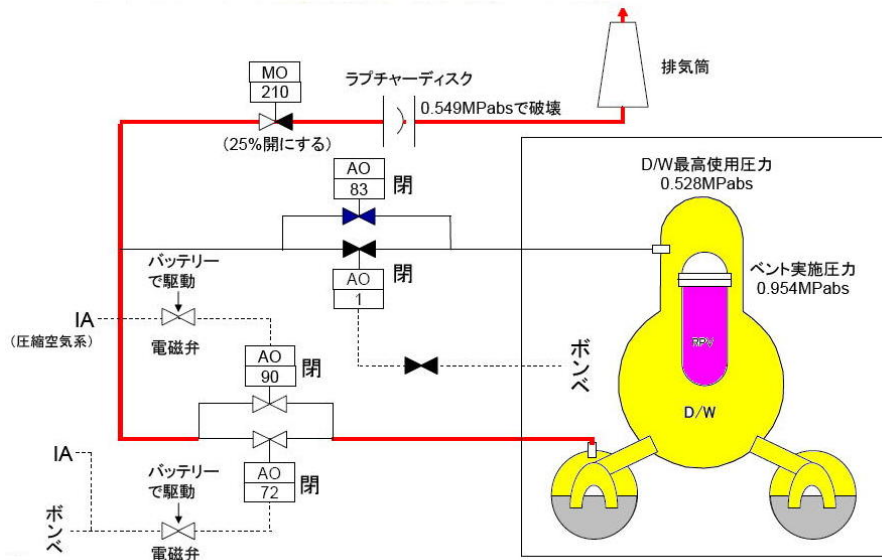 MO
210
(25%開にする)
ラプチャーディスク
0.549MPabsで破壊
排気筒
AO
83
閉
D/W最高使用圧力
0.528MPabs
AO
1
閉
ベント実施圧力
0.954MPabs
RPV
D/W
バッテリー
で駆動
IA
(圧縮空気系)
電磁弁
AO
90
閉
ボンベ
IA
バッテリー
で駆動
AO
72
閉
ボンベ
電磁弁